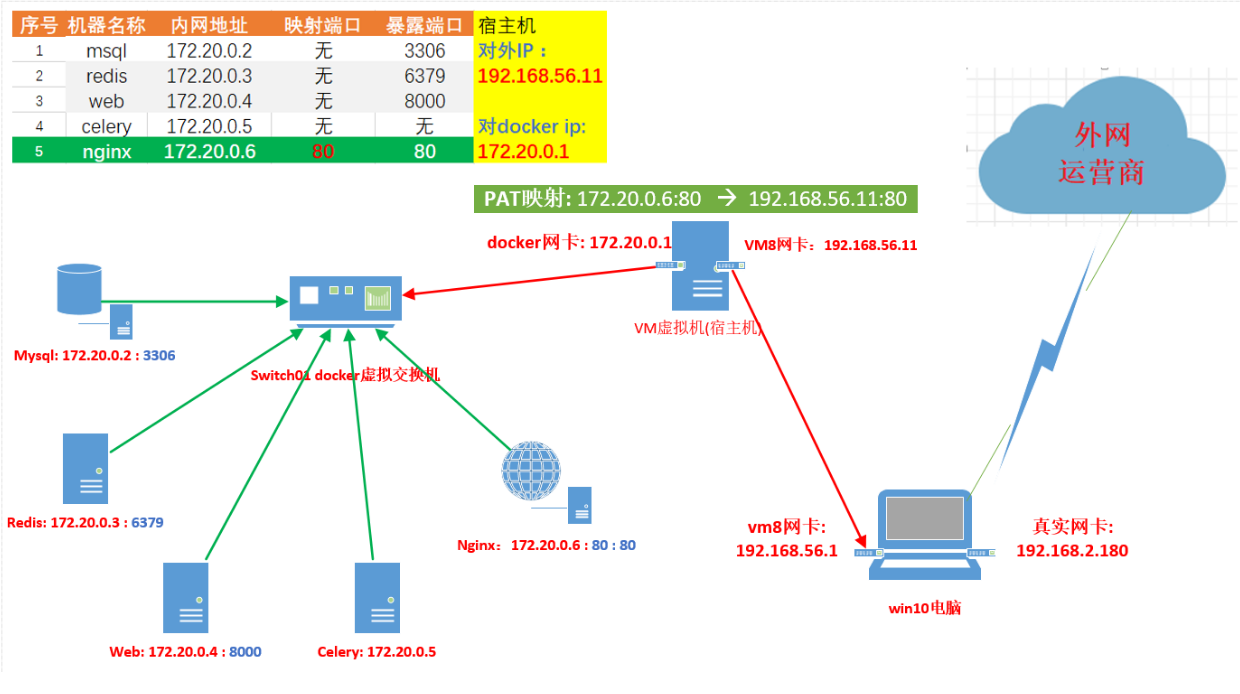 序号 机器名称 内网地址 映射端口 暴露端口 宿主机
1 msql 172.20.0.2 无 3306 对外IP：
2 redis 172.20.0.3 无 6379 192.168.56.11
3 web 172.20.0.4 无 8000
4 celery 172.20.0.5 无 无 对docker ip:
5 nginx 172.20.0.6 80 80 172.20.0.1
外网
运营商
PAT映射: 172.20.0.6:80 → 192.168.56.11:80
docker网卡: 172.20.0.1
VM8网卡：192.168.56.11
VM虚拟机(宿主机)
Mysql: 172.20.0.2 : 3306
Switch01 docker虚拟交换机
Redis: 172.20.0.3 : 6379
Nginx：172.20.0.6 : 80 : 80
vm8网卡:
192.168.56.1
真实网卡:
192.168.2.180
win10电脑
Web: 172.20.0.4 : 8000
Celery: 172.20.0.5